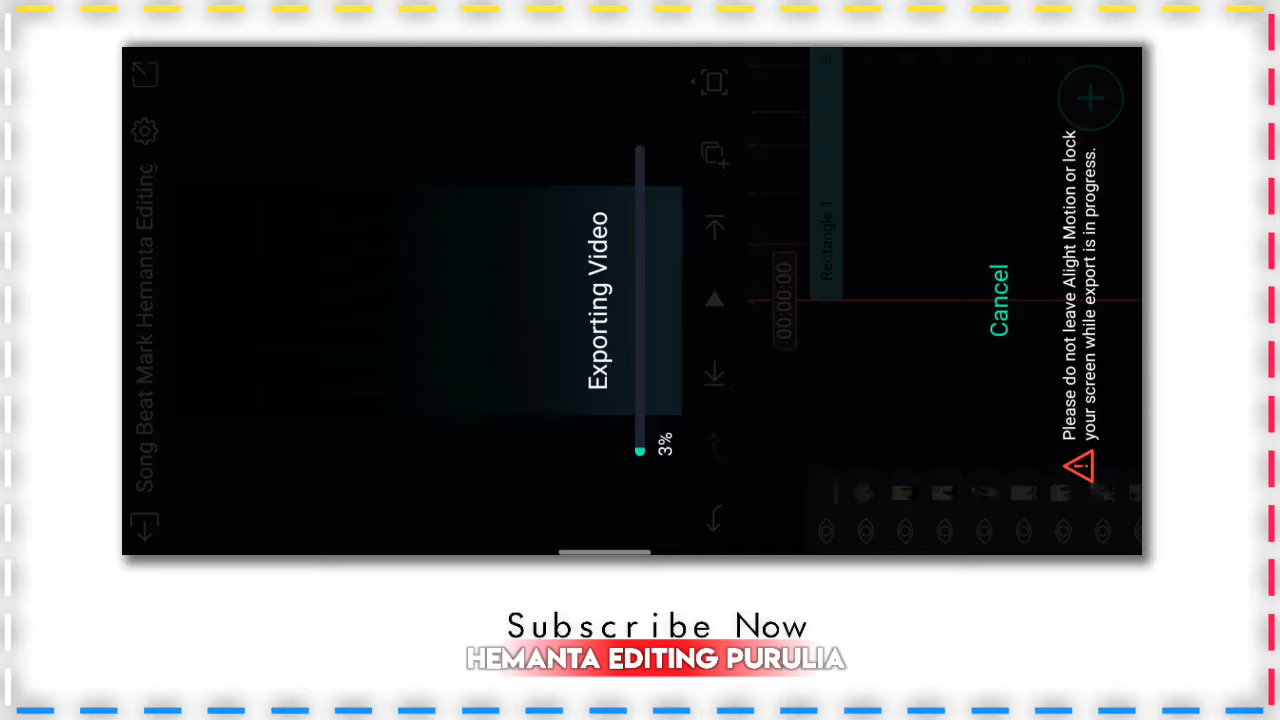 Song Beat Mark Hemanta Editing
Exporting Video
3%
00:00:00
Rectangle 1
Cancel
Please do not leave Alight Motion or lock
your screen while export is in progress.
Subscribe Now
HEMANTA EDITING PURULIA